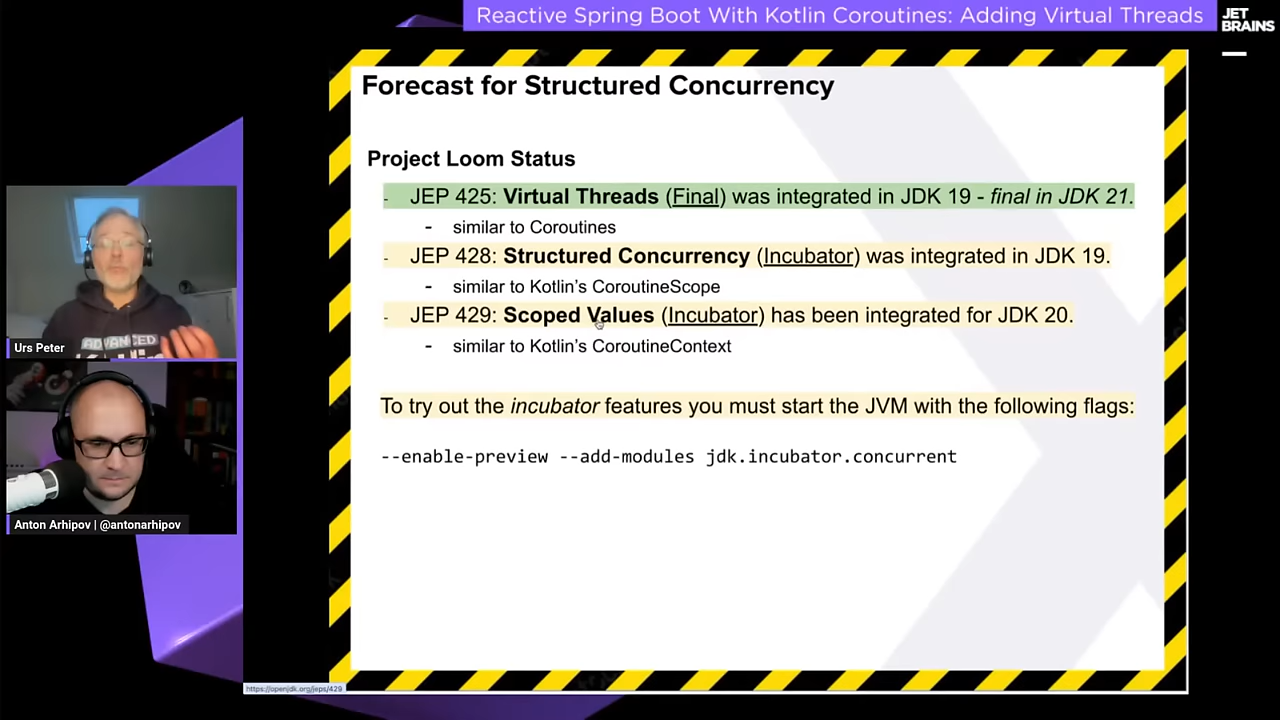 Reactive Spring Boot With Kotlin Coroutines: Adding Virtual Threads
JET
BRAINS
Forecast for Structured Concurrency
Project Loom Status
- JEP 425: Virtual Threads (Final) was integrated in JDK 19 - final in JDK 21.
- similar to Coroutines
- JEP 428: Structured Concurrency (Incubator) was integrated in JDK 19.
- similar to Kotlin's CoroutineScope
- JEP 429: Scoped Values (Incubator) has been integrated for JDK 20.
- similar to Kotlin's CoroutineContext
To try out the incubator features you must start the JVM with the following flags:
--enable-preview --add-modules jdk.incubator.concurrent
ADVANCED
Urs Peter
Anton Arhipov | @antonarhipov
https://openjdk.org/jeps/429